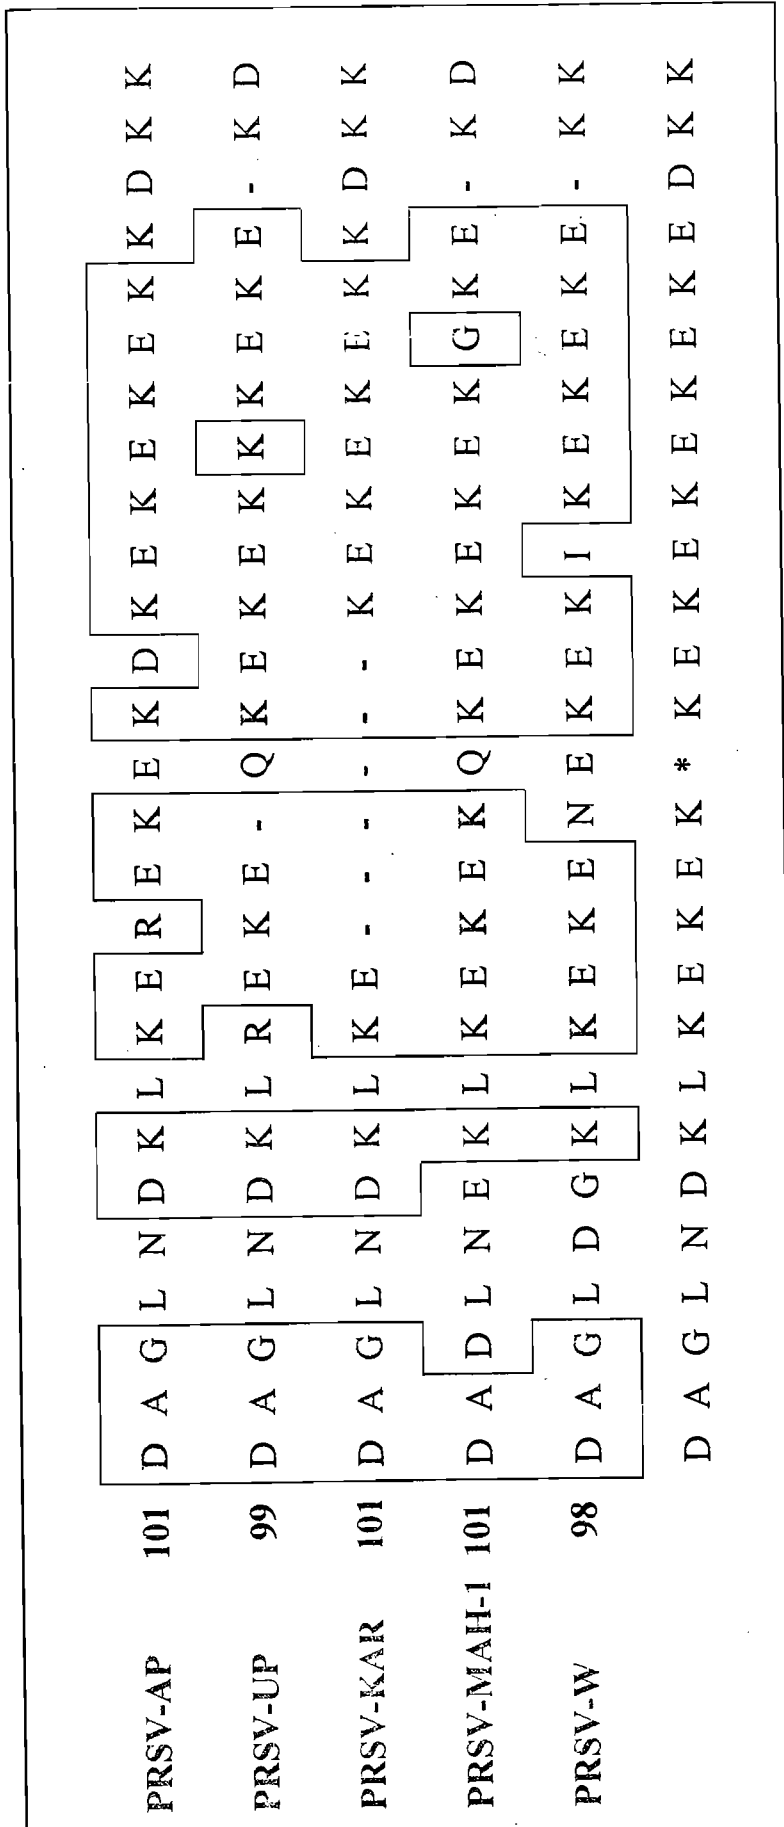 PRSV-AP 101 D A G L N D K L K E R E K E K D K E K E K E K K D K K
PRSV-UP 99 D A G L N D K L R E K E - Q K E K E K K K E K E - K D
PRSV-KAR 101 D A G L N D K L K E - - - - - - K E K E K E K K D K K
PRSV-MAH-1 101 D A D L N E K L K E K E K Q K E K E K E K G K E - K D
PRSV-W 98 D A G L D G K L K E K E N E K E K I K E K E K E - K K
D A G L N D K L K E K E K * K E K E K E K E K E D K K